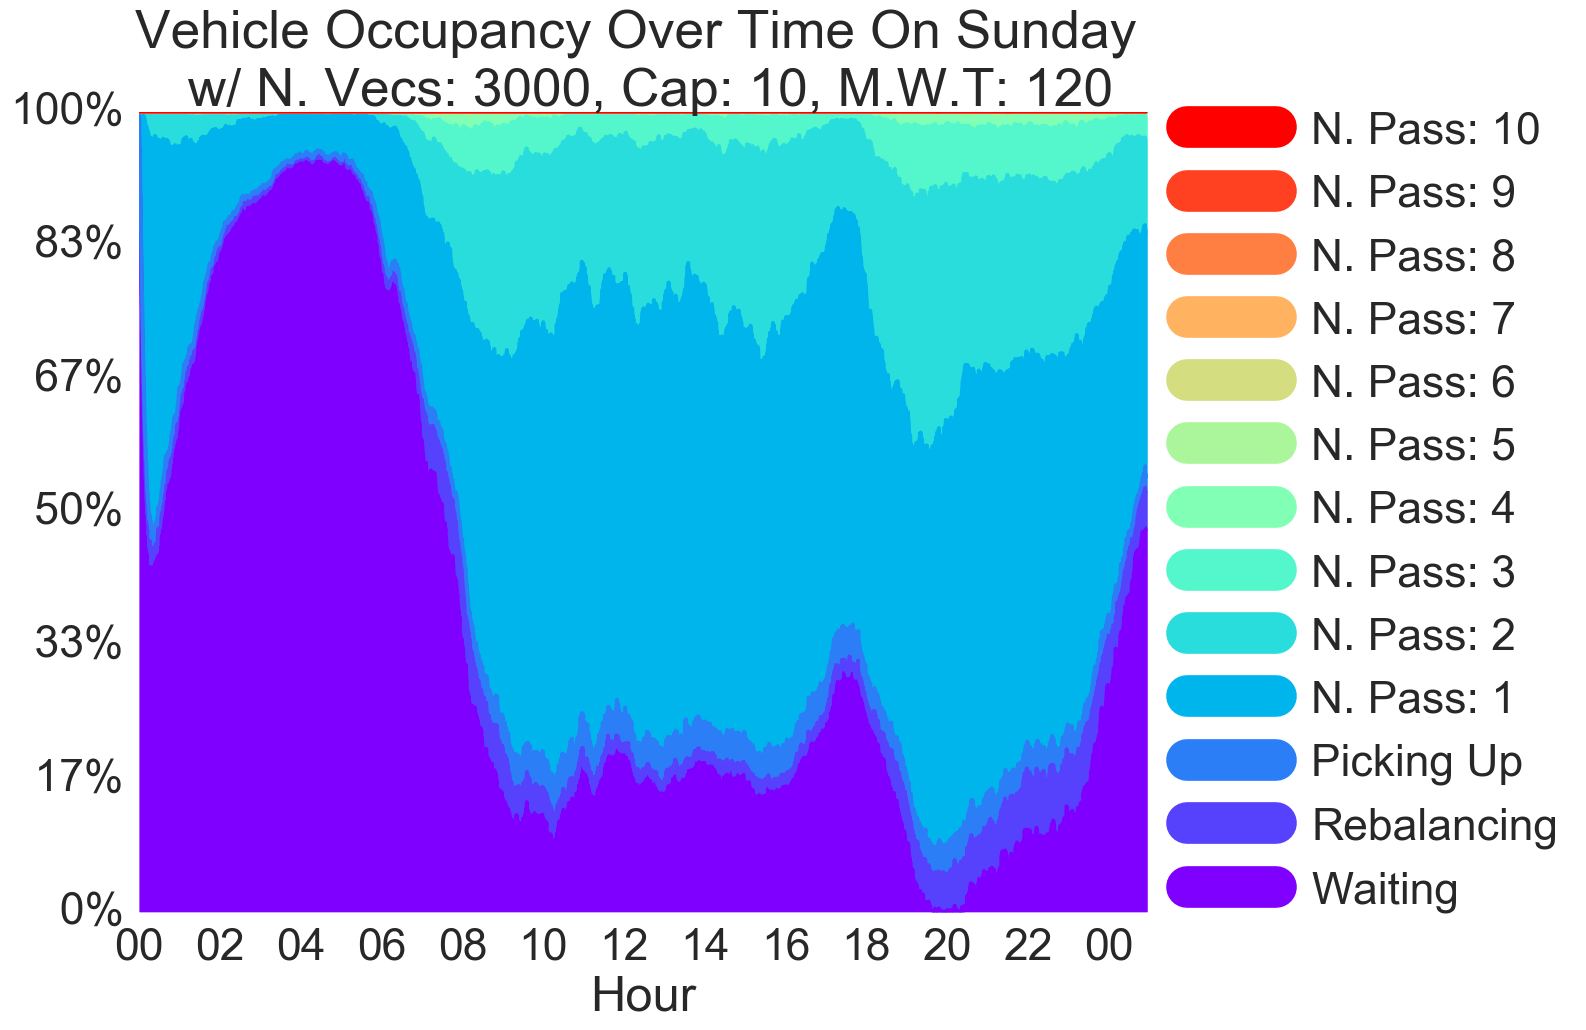 Vehicle Occupancy Over Time On Sunday
w/ N. Vecs: 3000, Cap: 10, M.W.T: 120
100%
83%
67%
50%
33%
17%
0%
00 02 04 06 08 10 12 14 16 18 20 22 00
Hour
N. Pass: 10
N. Pass: 9
N. Pass: 8
N. Pass: 7
N. Pass: 6
N. Pass: 5
N. Pass: 4
N. Pass: 3
N. Pass: 2
N. Pass: 1
Picking Up
Rebalancing
Waiting